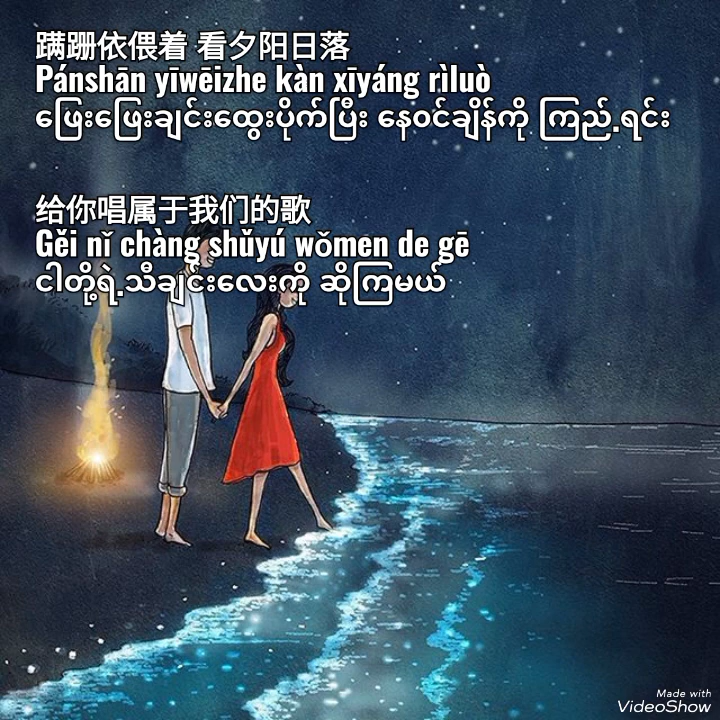 蹒跚依偎着 看夕阳日落
Pánshān yīwēizhe kàn xīyáng rìluò
ဖြေးဖြေးချင်းထွေးပိုက်ပြီး နေဝင်ချိန်ကို ကြည့်ရင်း
给你唱属于我们的歌
Gěi nǐ chàng shǔyú wǒmen de gē
ငါတို့ရဲ့သီချင်းလေးကို ဆိုကြမယ်
Made with
VideoShow